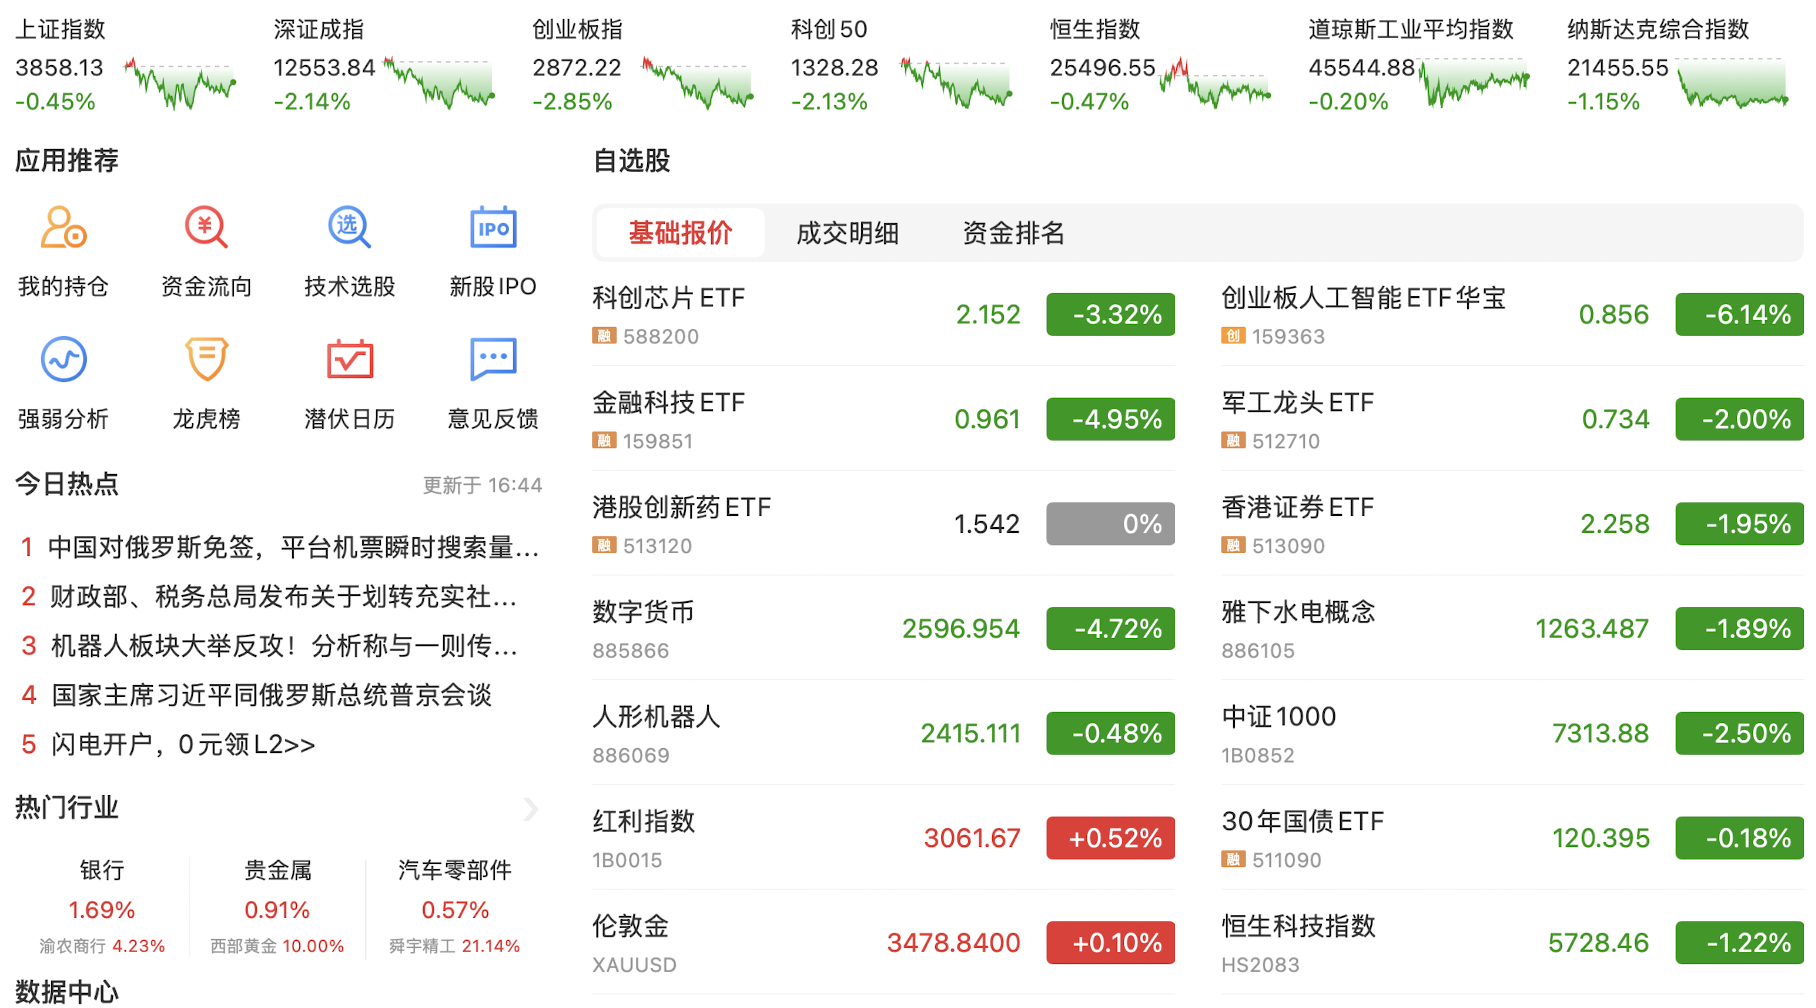 上证指数
3858.13
-0.45%
深证成指
12553.84
-2.14%
创业板指
2872.22
-2.85%
科创50
1328.28
-2.13%
恒生指数
25496.55
-0.47%
道琼斯工业平均指数
45544.88
-0.20%
纳斯达克综合指数
21455.55
-1.15%
应用推荐
我的持仓
¥
资金流向
选
技术选股
IPO
新股IPO
强弱分析
龙虎榜
潜伏日历
意见反馈
今日热点
更新于 16:44
1 中国对俄罗斯免签，平台机票瞬时搜索量...
2 财政部、税务总局发布关于划转充实社...
3 机器人板块大举反攻！分析称与一则传...
4 国家主席习近平同俄罗斯总统普京会谈
5 闪电开户，0元领L2>>
热门行业
银行
1.69%
渝农商行 4.23%
贵金属
0.91%
西部黄金 10.00%
汽车零部件
0.57%
舜宇精工 21.14%
数据中心
自选股
基础报价 成交明细 资金排名
科创芯片ETF
融 588200
2.152 -3.32%
创业板人工智能ETF华宝
创 159363
0.856 -6.14%
金融科技ETF
融 159851
0.961 -4.95%
军工龙头ETF
融 512710
0.734 -2.00%
港股创新药ETF
融 513120
1.542 0%
香港证券ETF
融 513090
2.258 -1.95%
数字货币
885866
2596.954 -4.72%
雅下水电概念
886105
1263.487 -1.89%
人形机器人
886069
2415.111 -0.48%
中证1000
1B0852
7313.88 -2.50%
红利指数
1B0015
3061.67 +0.52%
30年国债ETF
融 511090
120.395 -0.18%
伦敦金
XAUUSD
3478.8400 +0.10%
恒生科技指数
HS2083
5728.46 -1.22%